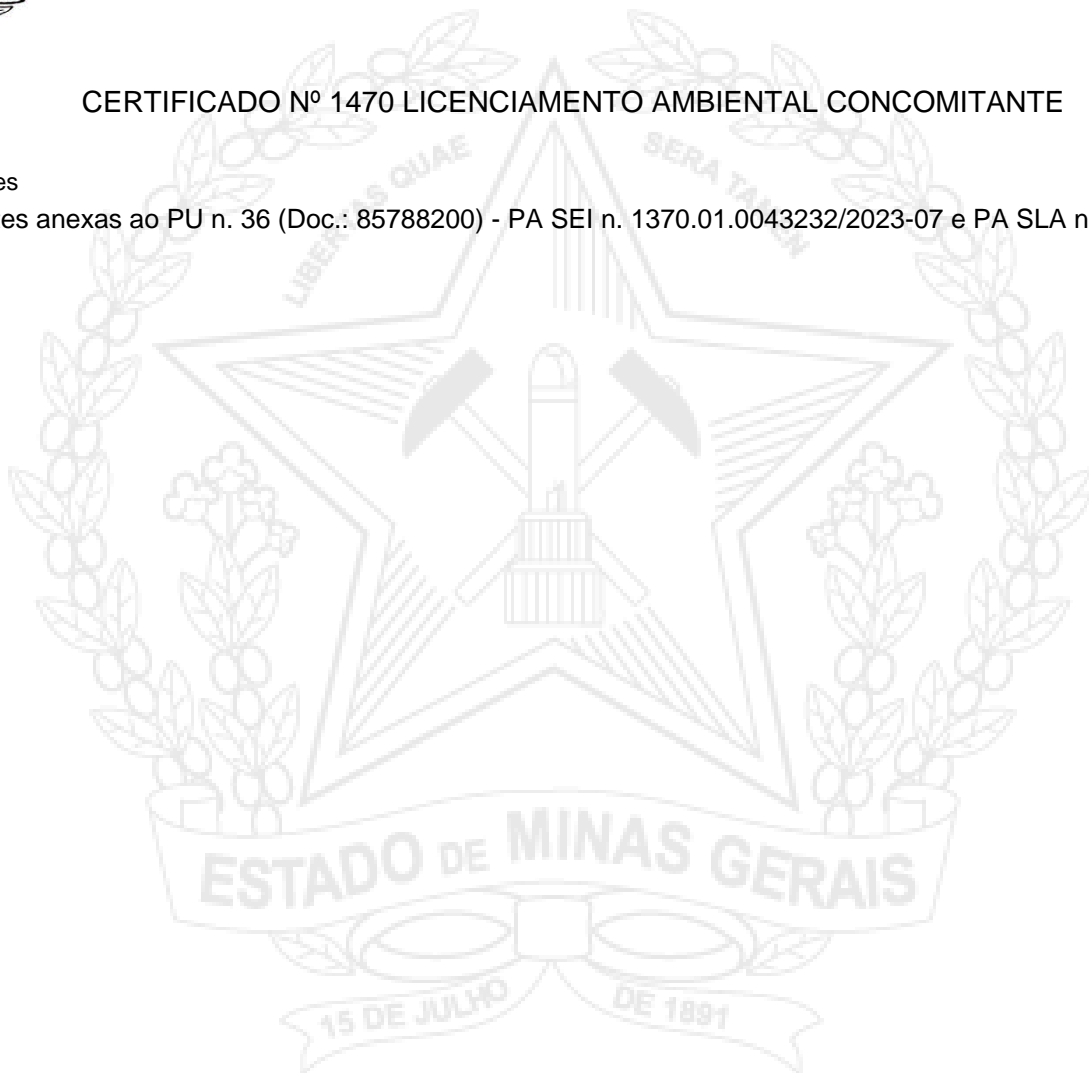 CERTIFICADO Nº 1470 LICENCIAMENTO AMBIENTAL CONCOMITANTE
es
es anexas ao PU n. 36 (Doc.: 85788200) - PA SEI n. 1370.01.0043232/2023-07 e PA SLA n
LIBERTAS QUAE SERA TAMEN
ESTADO DE MINAS GERAIS
15 DE JULHO DE 1891